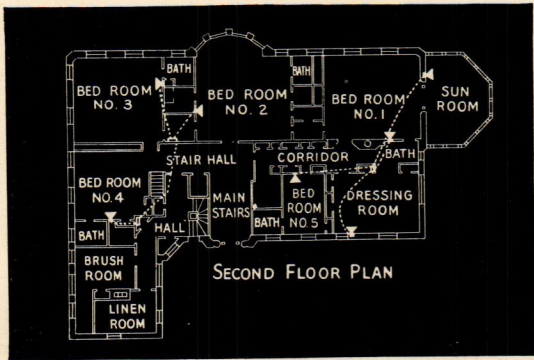 BATH
BATH
BED ROOM
NO. 3
BED ROOM
NO. 2
BED ROOM
NO. 1
SUN
ROOM
STAIR HALL
CORRIDOR
BATH
BED ROOM
NO. 4
MAIN
STAIRS
BED
ROOM
NO. 5
DRESSING
ROOM
BATH
HALL
BATH
BRUSH
ROOM
SECOND FLOOR PLAN
LINEN
ROOM